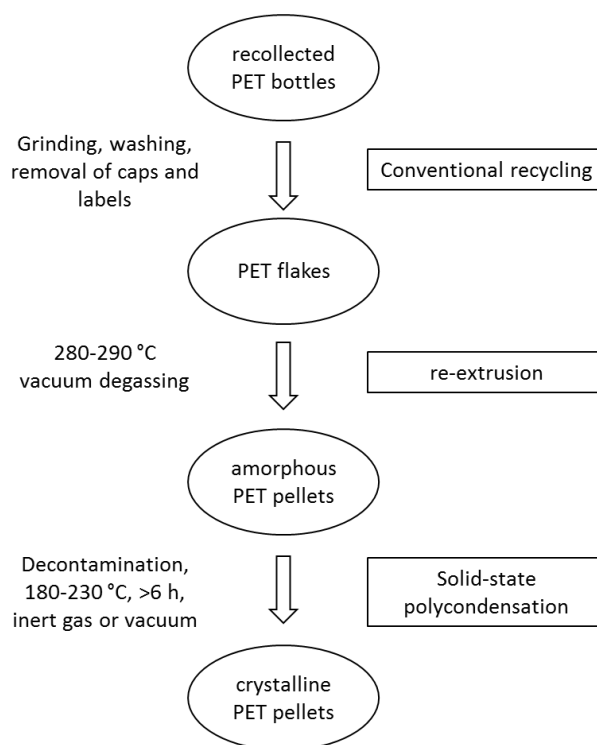 recollected
PET bottles
Grinding, washing,
removal of caps and
labels
Conventional recycling
PET flakes
280-290 °C
vacuum degassing
re-extrusion
amorphous
PET pellets
Decontamination,
180-230 °C, >6 h,
inert gas or vacuum
Solid-state
polycondensation
crystalline
PET pellets